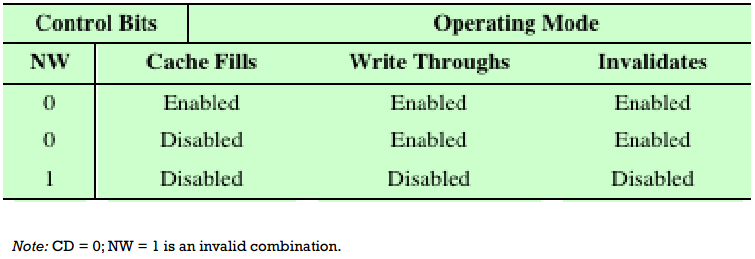 Control Bits Operating Mode
NW Cache Fills Write Throughs Invalidates
0 Enabled Enabled Enabled
0 Disabled Enabled Enabled
1 Disabled Disabled Disabled
Note: CD = 0; NW = 1 is an invalid combination.